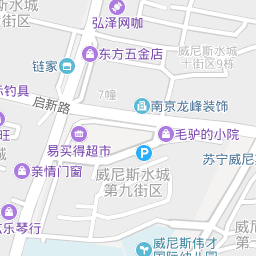 斯水城
街区
弘泽网咖
东方五金店
威尼斯水城
十街区9栋
链家
7幢
钓具
启新路
南京龙峰装饰
毛驴的小院
旺
易买得超市
P
苏宁威尼
亲情门窗
威尼斯水城
第九街区
乐琴行
威尼斯伟才
国际幼儿园
威尼斯
第一